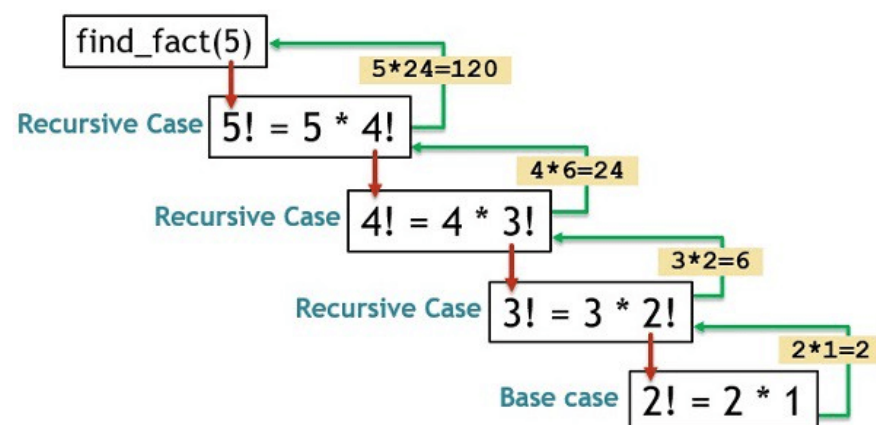 find_fact(5)
5*24=120
Recursive Case 5! = 5 * 4!
4*6=24
Recursive Case 4! = 4 * 3!
3*2=6
Recursive Case 3! = 3 * 2!
2*1=2
Base case 2! = 2 * 1